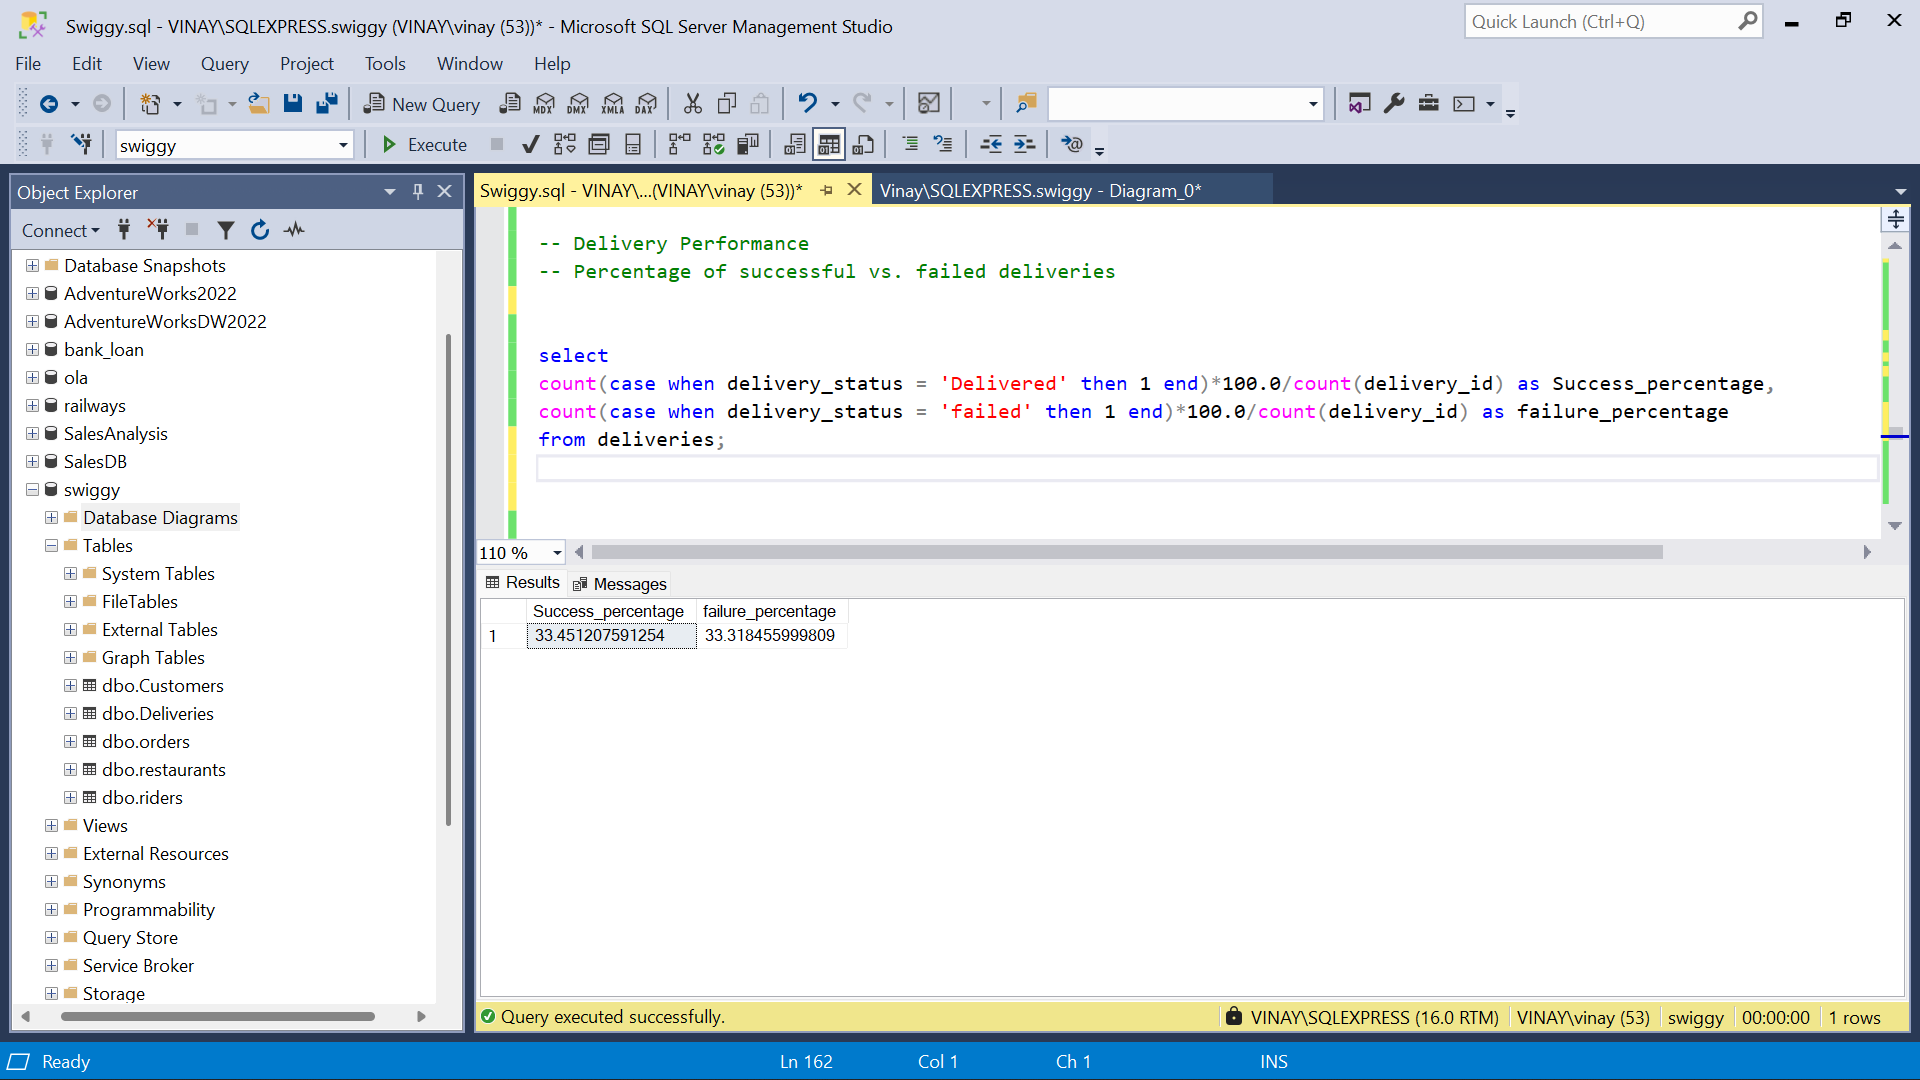 Swiggy.sql - VINAY\SQLEXPRESS.swiggy (VINAY\vinay (53))* - Microsoft SQL Server Management Studio
Quick Launch (Ctrl+Q)
File Edit View Query Project Tools Window Help
New Query MDX DMX XMLA DAX
swiggy Execute
Object Explorer
Connect
Database Snapshots
AdventureWorks2022
AdventureWorksDW2022
bank_loan
ola
railways
SalesAnalysis
SalesDB
swiggy
Database Diagrams
Tables
System Tables
FileTables
External Tables
Graph Tables
dbo.Customers
dbo.Deliveries
dbo.orders
dbo.restaurants
dbo.riders
Views
External Resources
Synonyms
Programmability
Query Store
Service Broker
Storage
Swiggy.sql - VINAY\...(VINAY\vinay (53))* Vinay\SQLEXPRESS.swiggy - Diagram_0*
-- Delivery Performance
-- Percentage of successful vs. failed deliveries
select
count(case when delivery_status = 'Delivered' then 1 end)*100.0/count(delivery_id) as Success_percentage,
count(case when delivery_status = 'failed' then 1 end)*100.0/count(delivery_id) as failure_percentage
from deliveries;
110 %
Results Messages
Success_percentage failure_percentage
1 33.451207591254 33.318455999809
Query executed successfully. VINAY\SQLEXPRESS (16.0 RTM) VINAY\vinay (53) swiggy 00:00:00 1 rows
Ready Ln 162 Col 1 Ch 1 INS